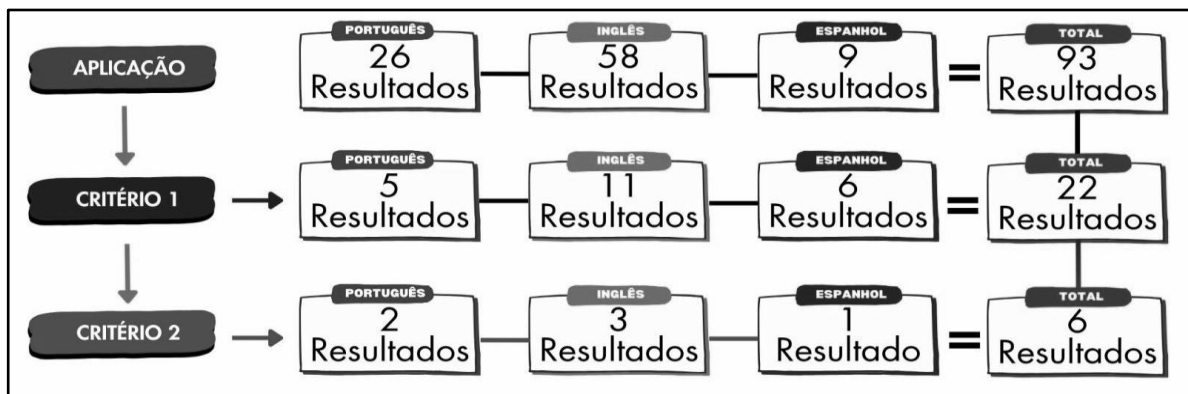 PORTUGUÊS INGLÊS ESPANHOL TOTAL
APLICAÇÃO
26 58 9 = 93
Resultados Resultados Resultados Resultados
PORTUGUÊS INGLÊS ESPANHOL TOTAL
CRITÉRIO 1
5 11 6 = 22
Resultados Resultados Resultados Resultados
PORTUGUÊS INGLÊS ESPANHOL TOTAL
CRITÉRIO 2
2 3 1 = 6
Resultados Resultados Resultado Resultados